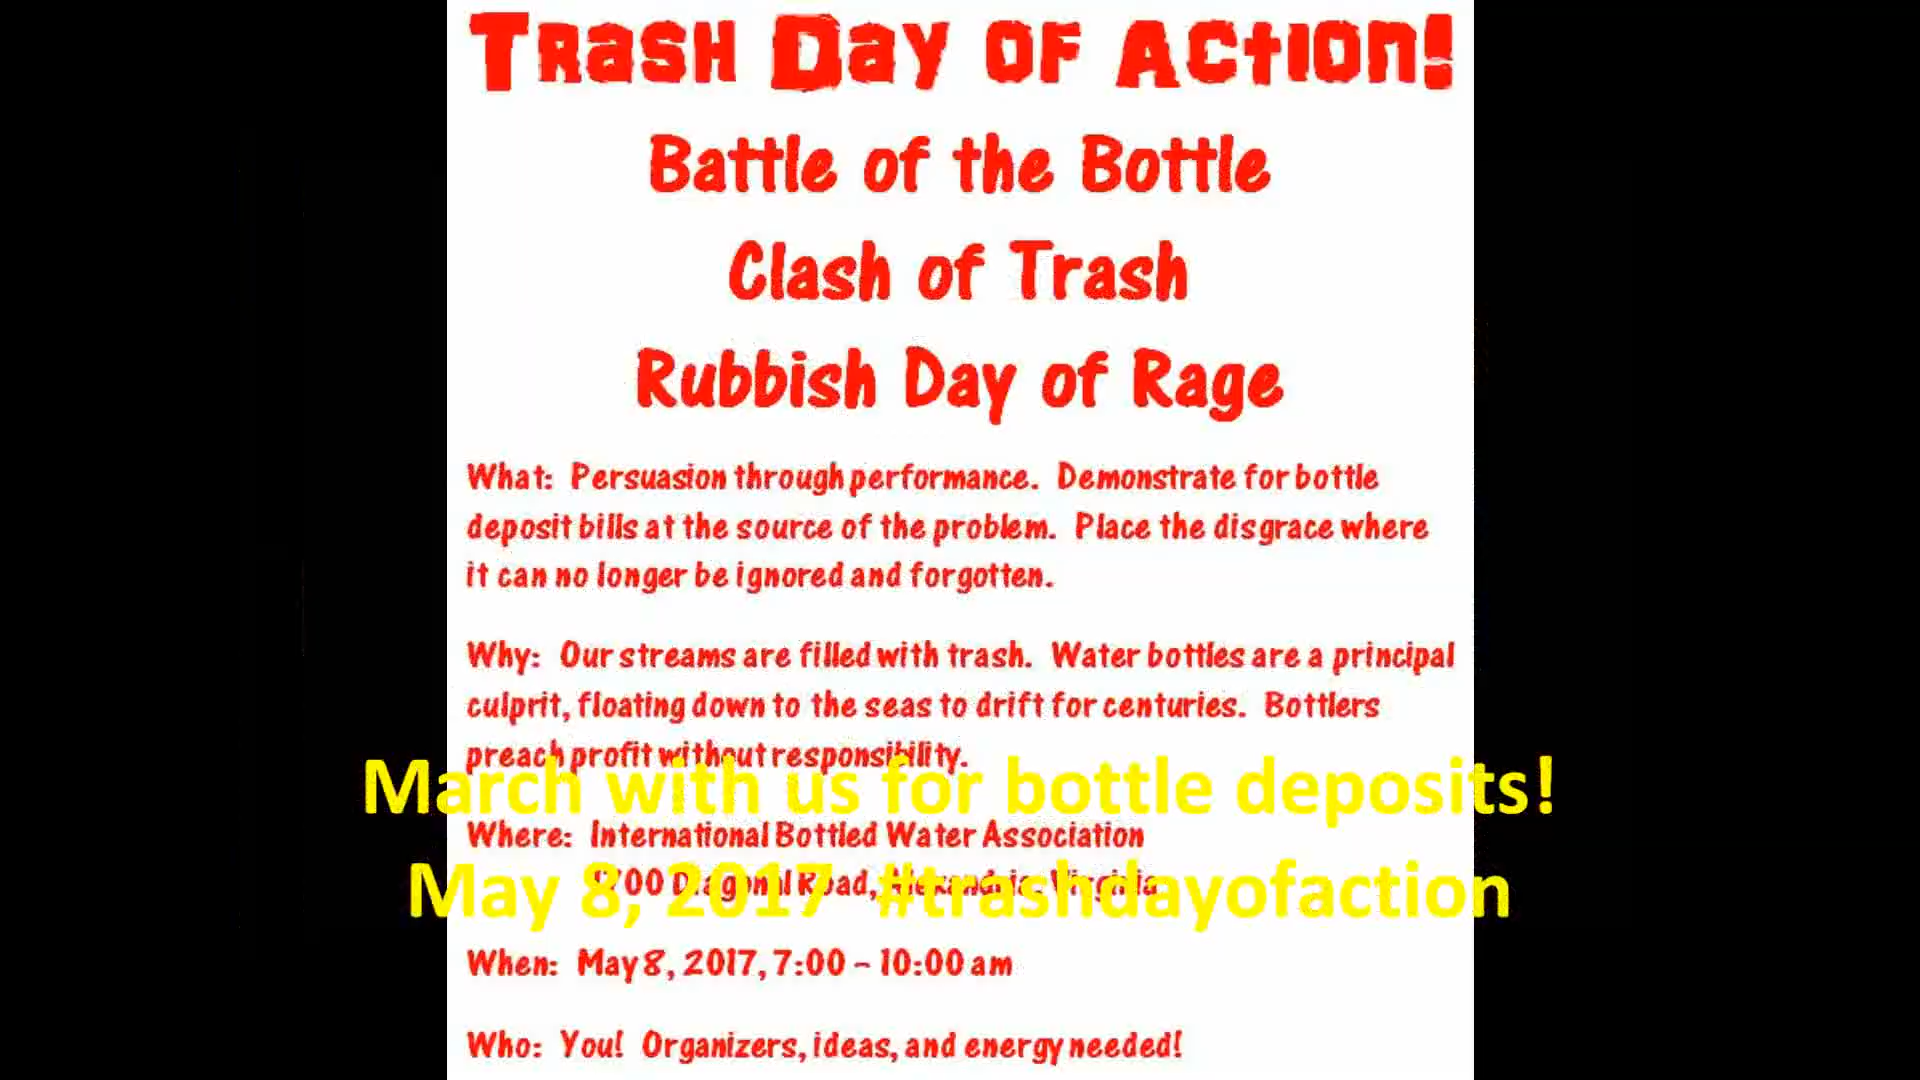 Trash Day of Action!
Battle of the Bottle
Clash of Trash
Rubbish Day of Rage
What: Persuasion through performance. Demonstrate for bottle
deposit bills at the source of the problem. Place the disgrace where
it can no longer be ignored and forgotten.
Why: Our streams are filled with trash. Water bottles are a principal
culprit, floating down to the seas to drift for centuries. Bottlers
preach profit without responsibility.
March with us for bottle deposits!
Where: International Bottled Water Association
1700 Diagonal Road, Alexandria, Virginia
May 8, 2017 #trashdayofaction
When: May 8, 2017, 7:00 – 10:00 am
Who: You! Organizers, ideas, and energy needed!